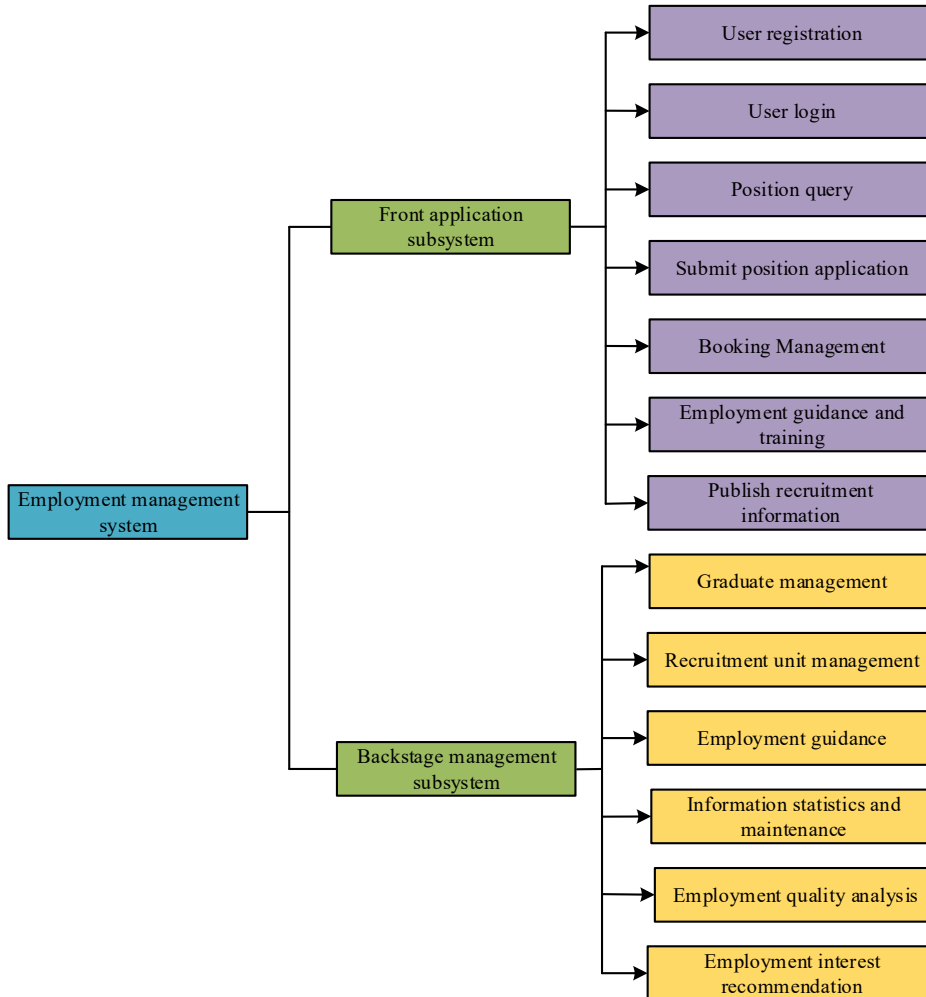 User registration
User login
Position query
Front application
subsystem
Submit position application
Booking Management
Employment guidance and
training
Employment management
system
Publish recruitment
information
Graduate management
Recruitment unit management
Employment guidance
Backstage management
subsystem
Information statistics and
maintenance
Employment quality analysis
Employment interest
recommendation